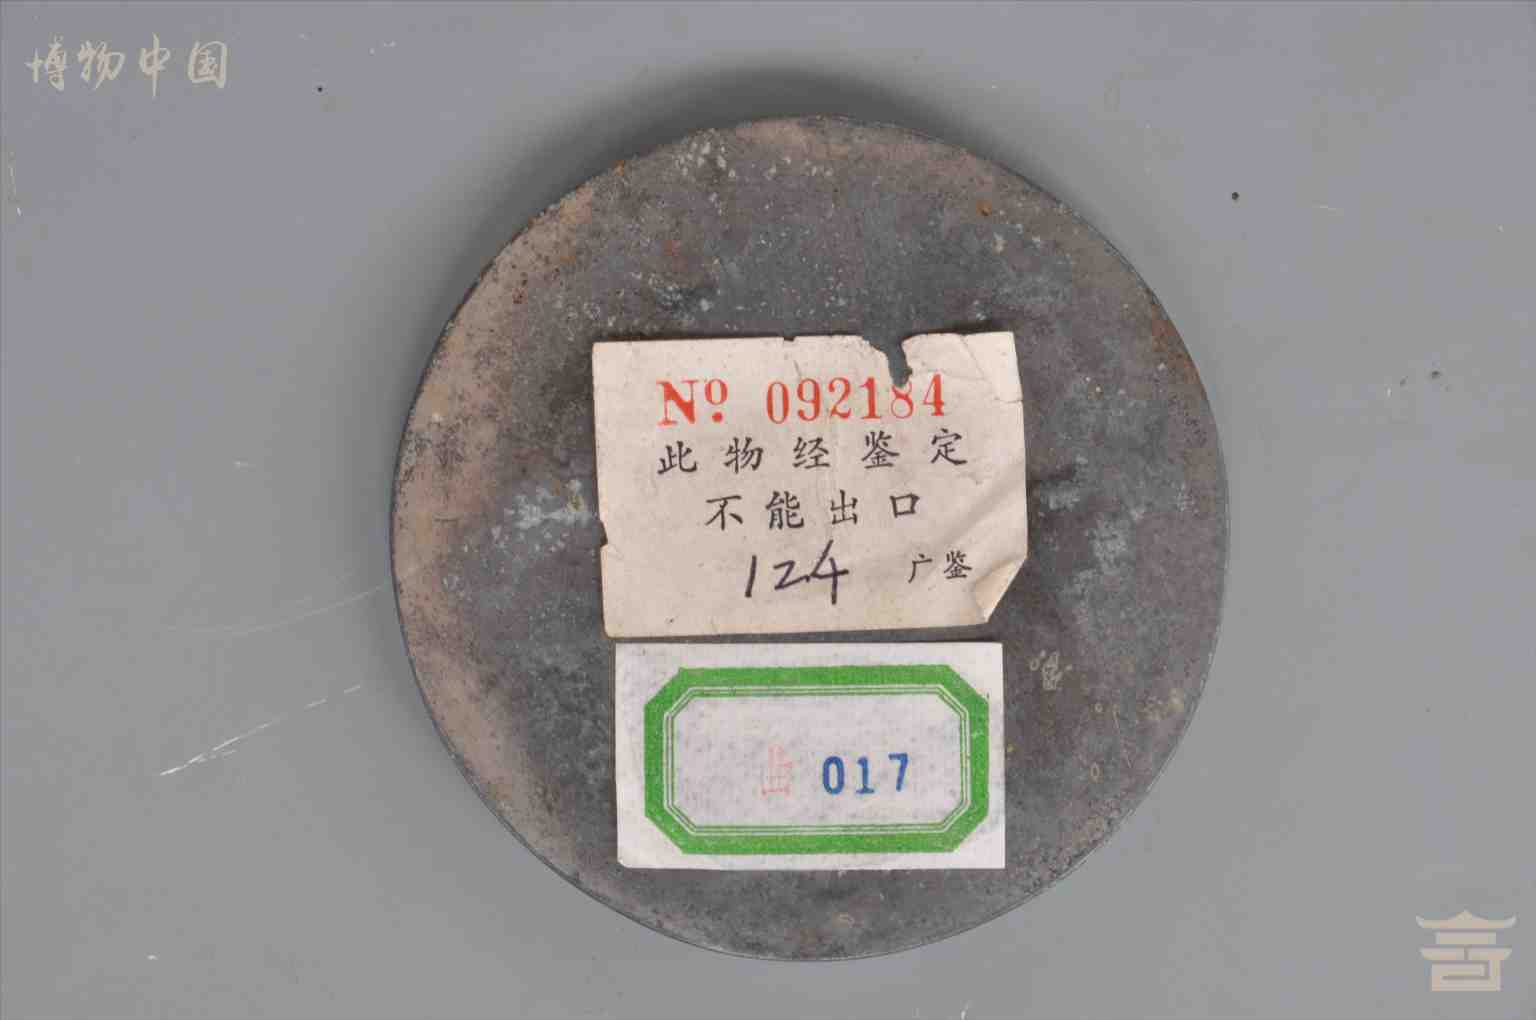 博物中国
No 092184
此物经鉴定
不能出口
124 广鉴
017